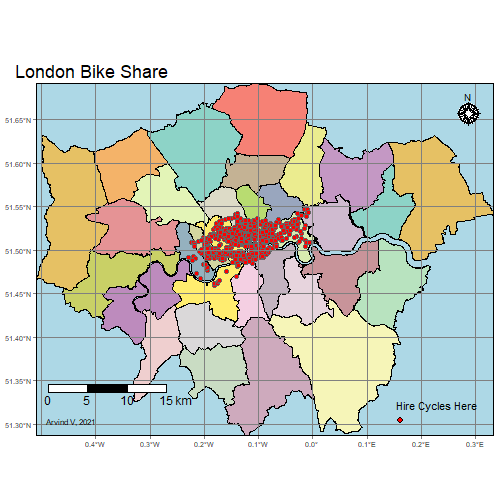 London Bike Share
N
51.65°N
51.60°N
51.55°N
51.50°N
51.45°N
51.40°N
51.35°N
51.30°N
0 5 10 15 km
Hire Cycles Here
Arvind V, 2021
0.4°W 0.3°W 0.2°W 0.1°W 0.0° 0.1°E 0.2°E 0.3°E